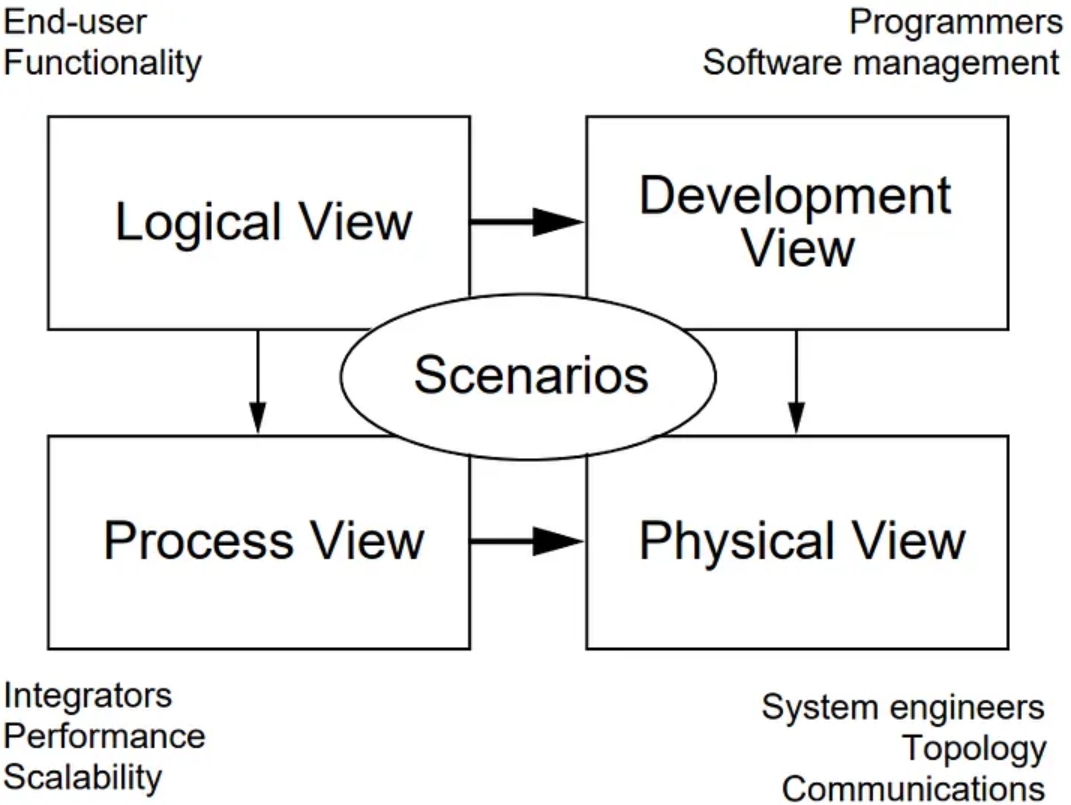 End-user
Functionality
Programmers
Software management
Logical View
Development
View
Scenarios
Process View
Physical View
Integrators
Performance
Scalability
System engineers
Topology
Communications